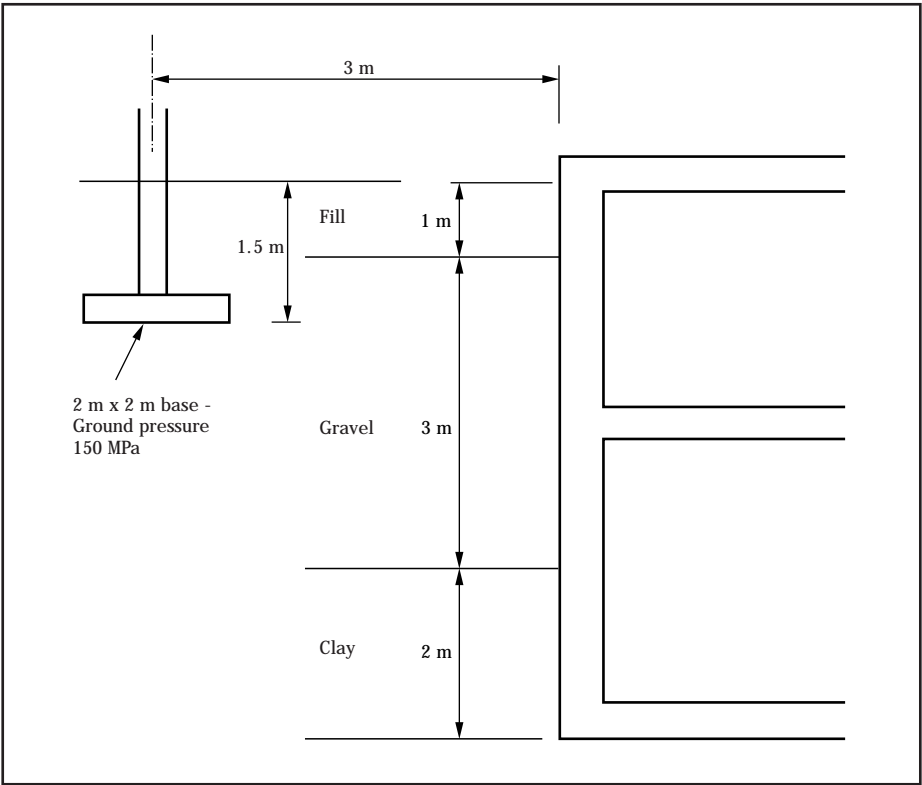 3 m
Fill
1 m
1.5 m
2 m x 2 m base -
Ground pressure
150 MPa
Gravel
3 m
Clay
2 m